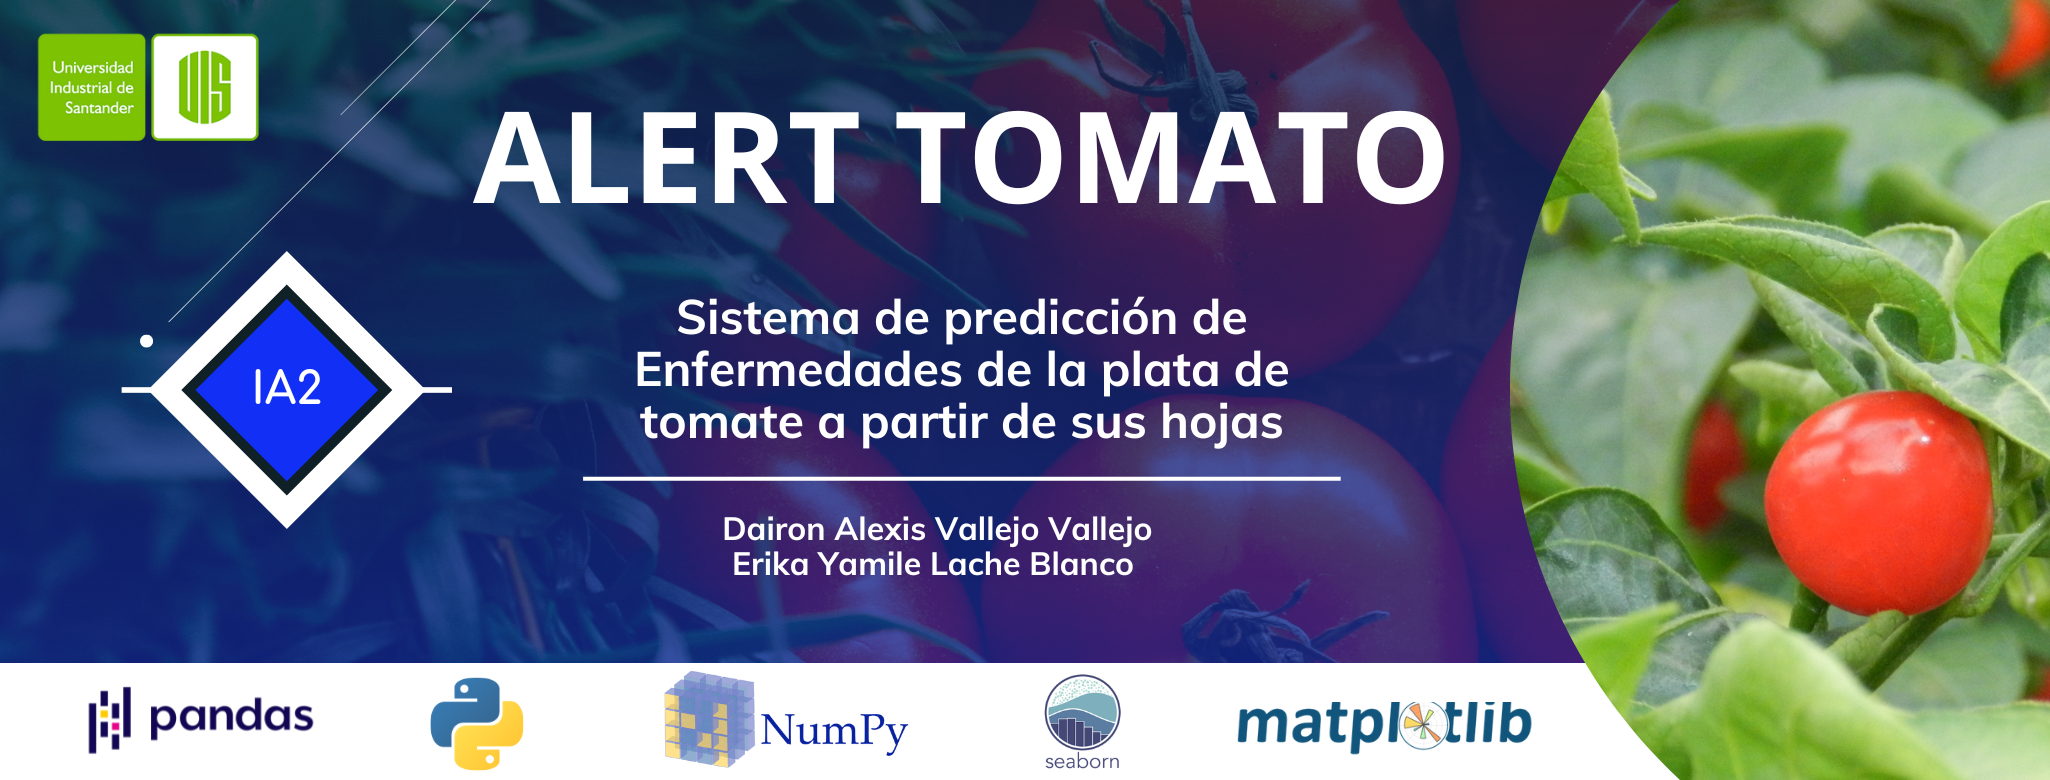 Universidad
Industrial de
Santander
UIS
ALERT TOMATO
IA2
Sistema de predicción de
Enfermedades de la plata de
tomate a partir de sus hojas
Dairon Alexis Vallejo Vallejo
Erika Yamile Lache Blanco
pandas
NumPy
seaborn
matplotlib